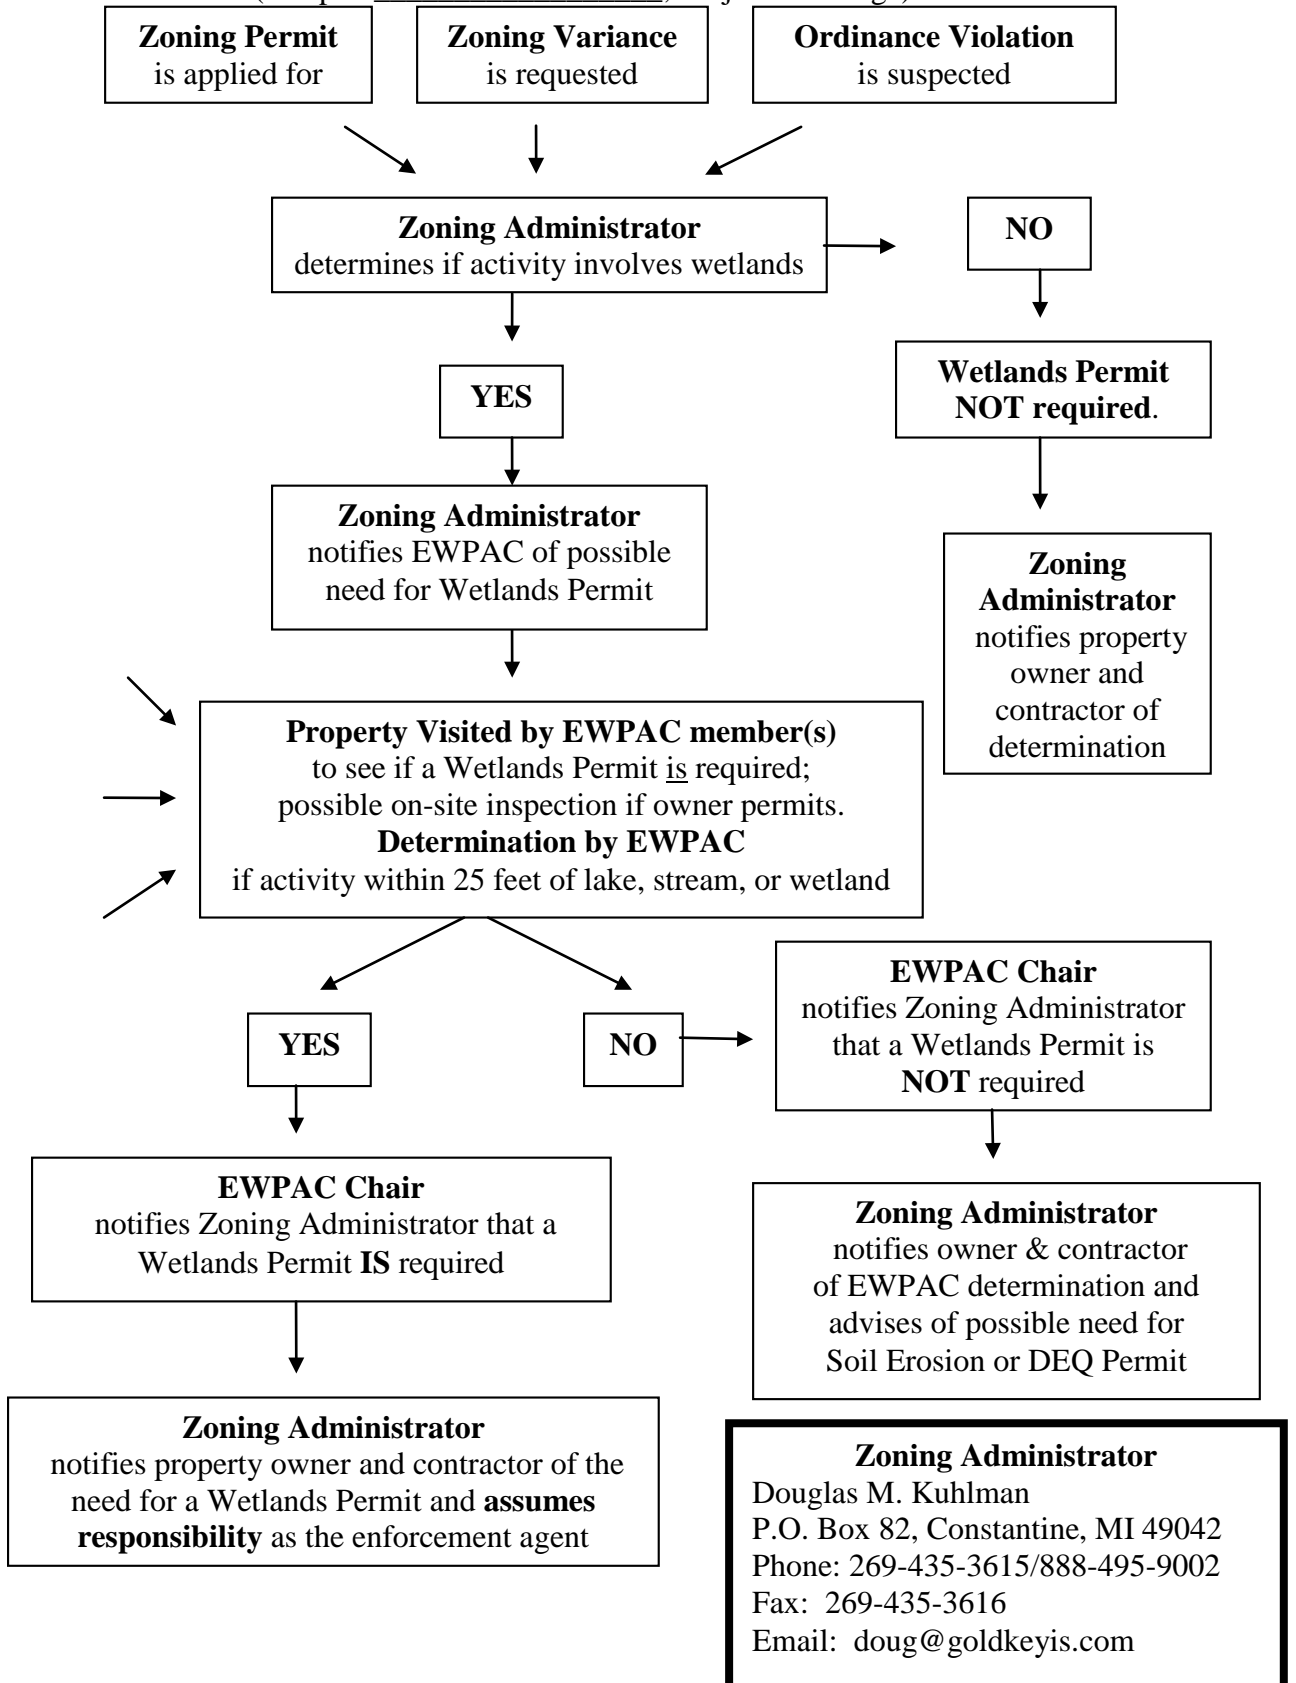 Zoning Permit
is applied for
Zoning Variance
is requested
Ordinance Violation
is suspected
Zoning Administrator
determines if activity involves wetlands
NO
YES
Wetlands Permit
NOT required.
Zoning Administrator
notifies EWPAC of possible
need for Wetlands Permit
Zoning
Administrator
notifies property
owner and
contractor of
determination
Property Visited by EWPAC member(s)
to see if a Wetlands Permit is required;
possible on-site inspection if owner permits.
Determination by EWPAC
if activity within 25 feet of lake, stream, or wetland
YES
NO
EWPAC Chair
notifies Zoning Administrator
that a Wetlands Permit is
NOT required
EWPAC Chair
notifies Zoning Administrator that a
Wetlands Permit IS required
Zoning Administrator
notifies owner & contractor
of EWPAC determination and
advises of possible need for
Soil Erosion or DEQ Permit
Zoning Administrator
notifies property owner and contractor of the
need for a Wetlands Permit and assumes
responsibility as the enforcement agent
Zoning Administrator
Douglas M. Kuhlman
P.O. Box 82, Constantine, MI 49042
Phone: 269-435-3615/888-495-9002
Fax:  269-435-3616
Email:  doug@goldkeyis.com